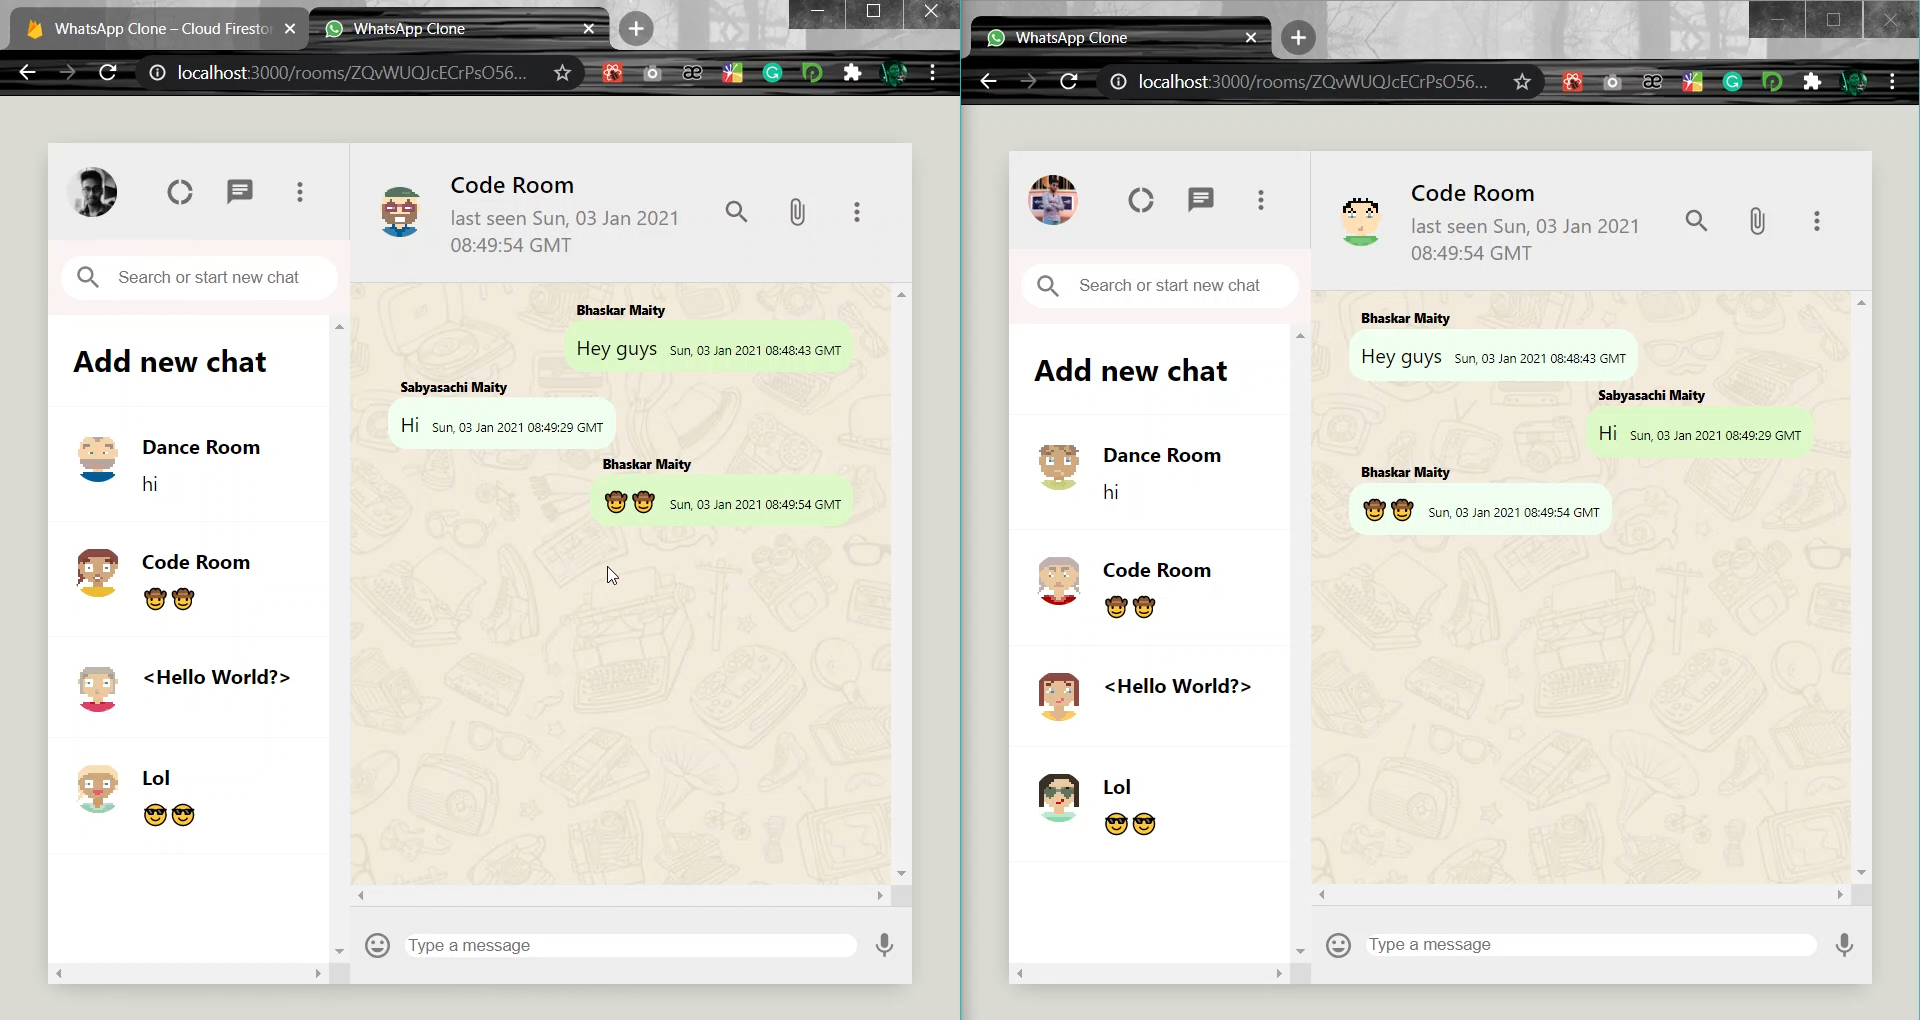 WhatsApp Clone – Cloud Firestor
WhatsApp Clone
localhost:3000/rooms/ZQvWUQJcECrPsO56...
Code Room
last seen Sun, 03 Jan 2021
08:49:54 GMT
Search or start new chat
Add new chat
Dance Room
hi
Code Room
🤠🤠
<Hello World?>
Lol
😎😎
Bhaskar Maity
Hey guys Sun, 03 Jan 2021 08:48:43 GMT
Sabyasachi Maity
Hi Sun, 03 Jan 2021 08:49:29 GMT
Bhaskar Maity
🤠🤠 Sun, 03 Jan 2021 08:49:54 GMT
Type a message
WhatsApp Clone
localhost:3000/rooms/ZQvWUQJcECrPsO56...
Code Room
last seen Sun, 03 Jan 2021
08:49:54 GMT
Search or start new chat
Add new chat
Dance Room
hi
Code Room
🤠🤠
<Hello World?>
Lol
😎😎
Bhaskar Maity
Hey guys Sun, 03 Jan 2021 08:48:43 GMT
Sabyasachi Maity
Hi Sun, 03 Jan 2021 08:49:29 GMT
Bhaskar Maity
🤠🤠 Sun, 03 Jan 2021 08:49:54 GMT
Type a message